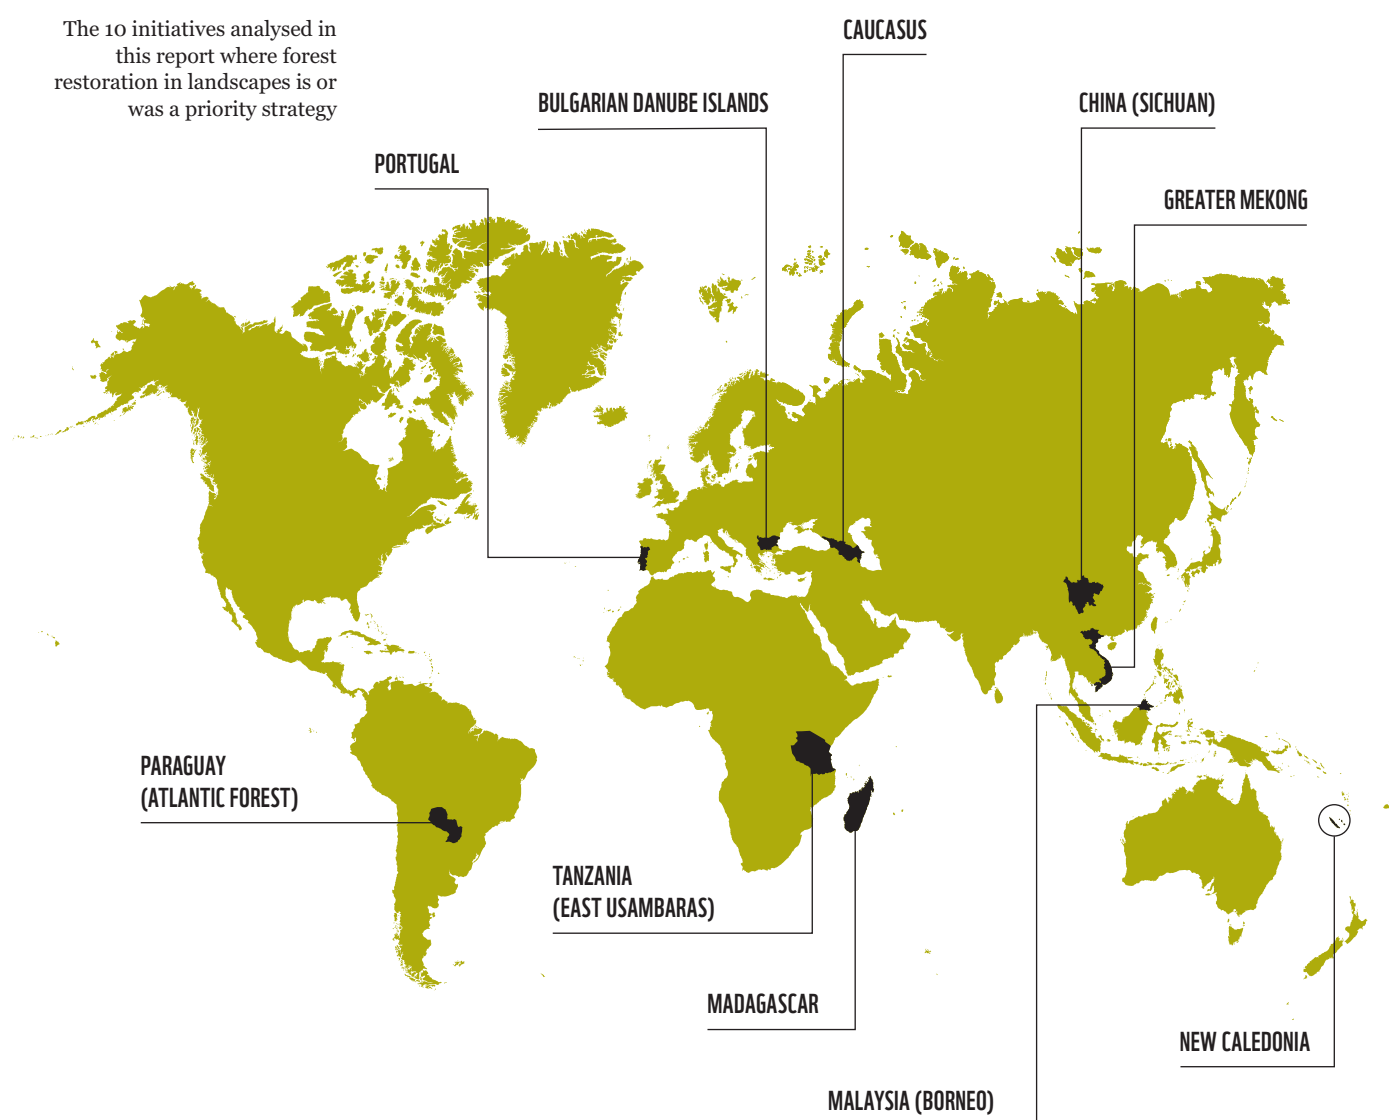 The 10 initiatives analysed in
this report where forest
restoration in landscapes is or
was a priority strategy
CAUCASUS
BULGARIAN DANUBE ISLANDS
CHINA (SICHUAN)
PORTUGAL
GREATER MEKONG
PARAGUAY
(ATLANTIC FOREST)
TANZANIA
(EAST USAMBARAS)
MADAGASCAR
NEW CALEDONIA
MALAYSIA (BORNEO)